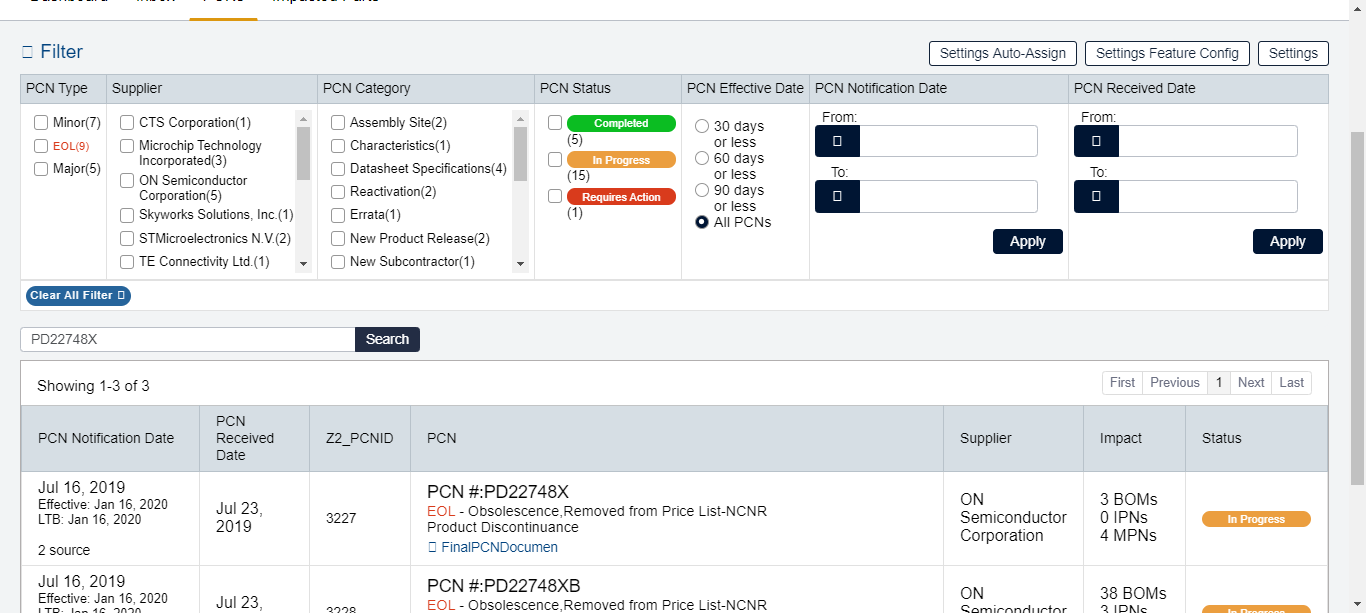 Dashboard Inbox PCNs Impacted Parts
Filter
Settings Auto-Assign Settings Feature Config Settings
PCN Type Supplier PCN Category PCN Status PCN Effective Date PCN Notification Date PCN Received Date
Minor(7)
EOL(9)
Major(5)
CTS Corporation(1)
Microchip Technology
Incorporated(3)
ON Semiconductor
Corporation(5)
Skyworks Solutions, Inc.(1)
STMicroelectronics N.V.(2)
TE Connectivity Ltd.(1)
Assembly Site(2)
Characteristics(1)
Datasheet Specifications(4)
Reactivation(2)
Errata(1)
New Product Release(2)
New Subcontractor(1)
Completed
(5)
In Progress
(15)
Requires Action
(1)
30 days
or less
60 days
or less
90 days
or less
All PCNs
From:
To:
Apply
From:
To:
Apply
Clear All Filter
PD22748X Search
Showing 1-3 of 3
First Previous 1 Next Last
PCN Notification Date
PCN
Received
Date
Z2_PCNID
PCN
Supplier
Impact
Status
Jul 16, 2019
Effective: Jan 16, 2020
LTB: Jan 16, 2020
2 source
Jul 23,
2019
3227
PCN #:PD22748X
EOL - Obsolescence,Removed from Price List-NCNR
Product Discontinuance
FinalPCNDocumen
ON
Semiconductor
Corporation
3 BOMs
0 IPNs
4 MPNs
In Progress
Jul 16, 2019
Effective: Jan 16, 2020
LTB: Jan 16, 2020
Jul 23,
3228
PCN #:PD22748XB
EOL - Obsolescence,Removed from Price List-NCNR
ON
Semiconductor
38 BOMs
3 IPNs
In Progress